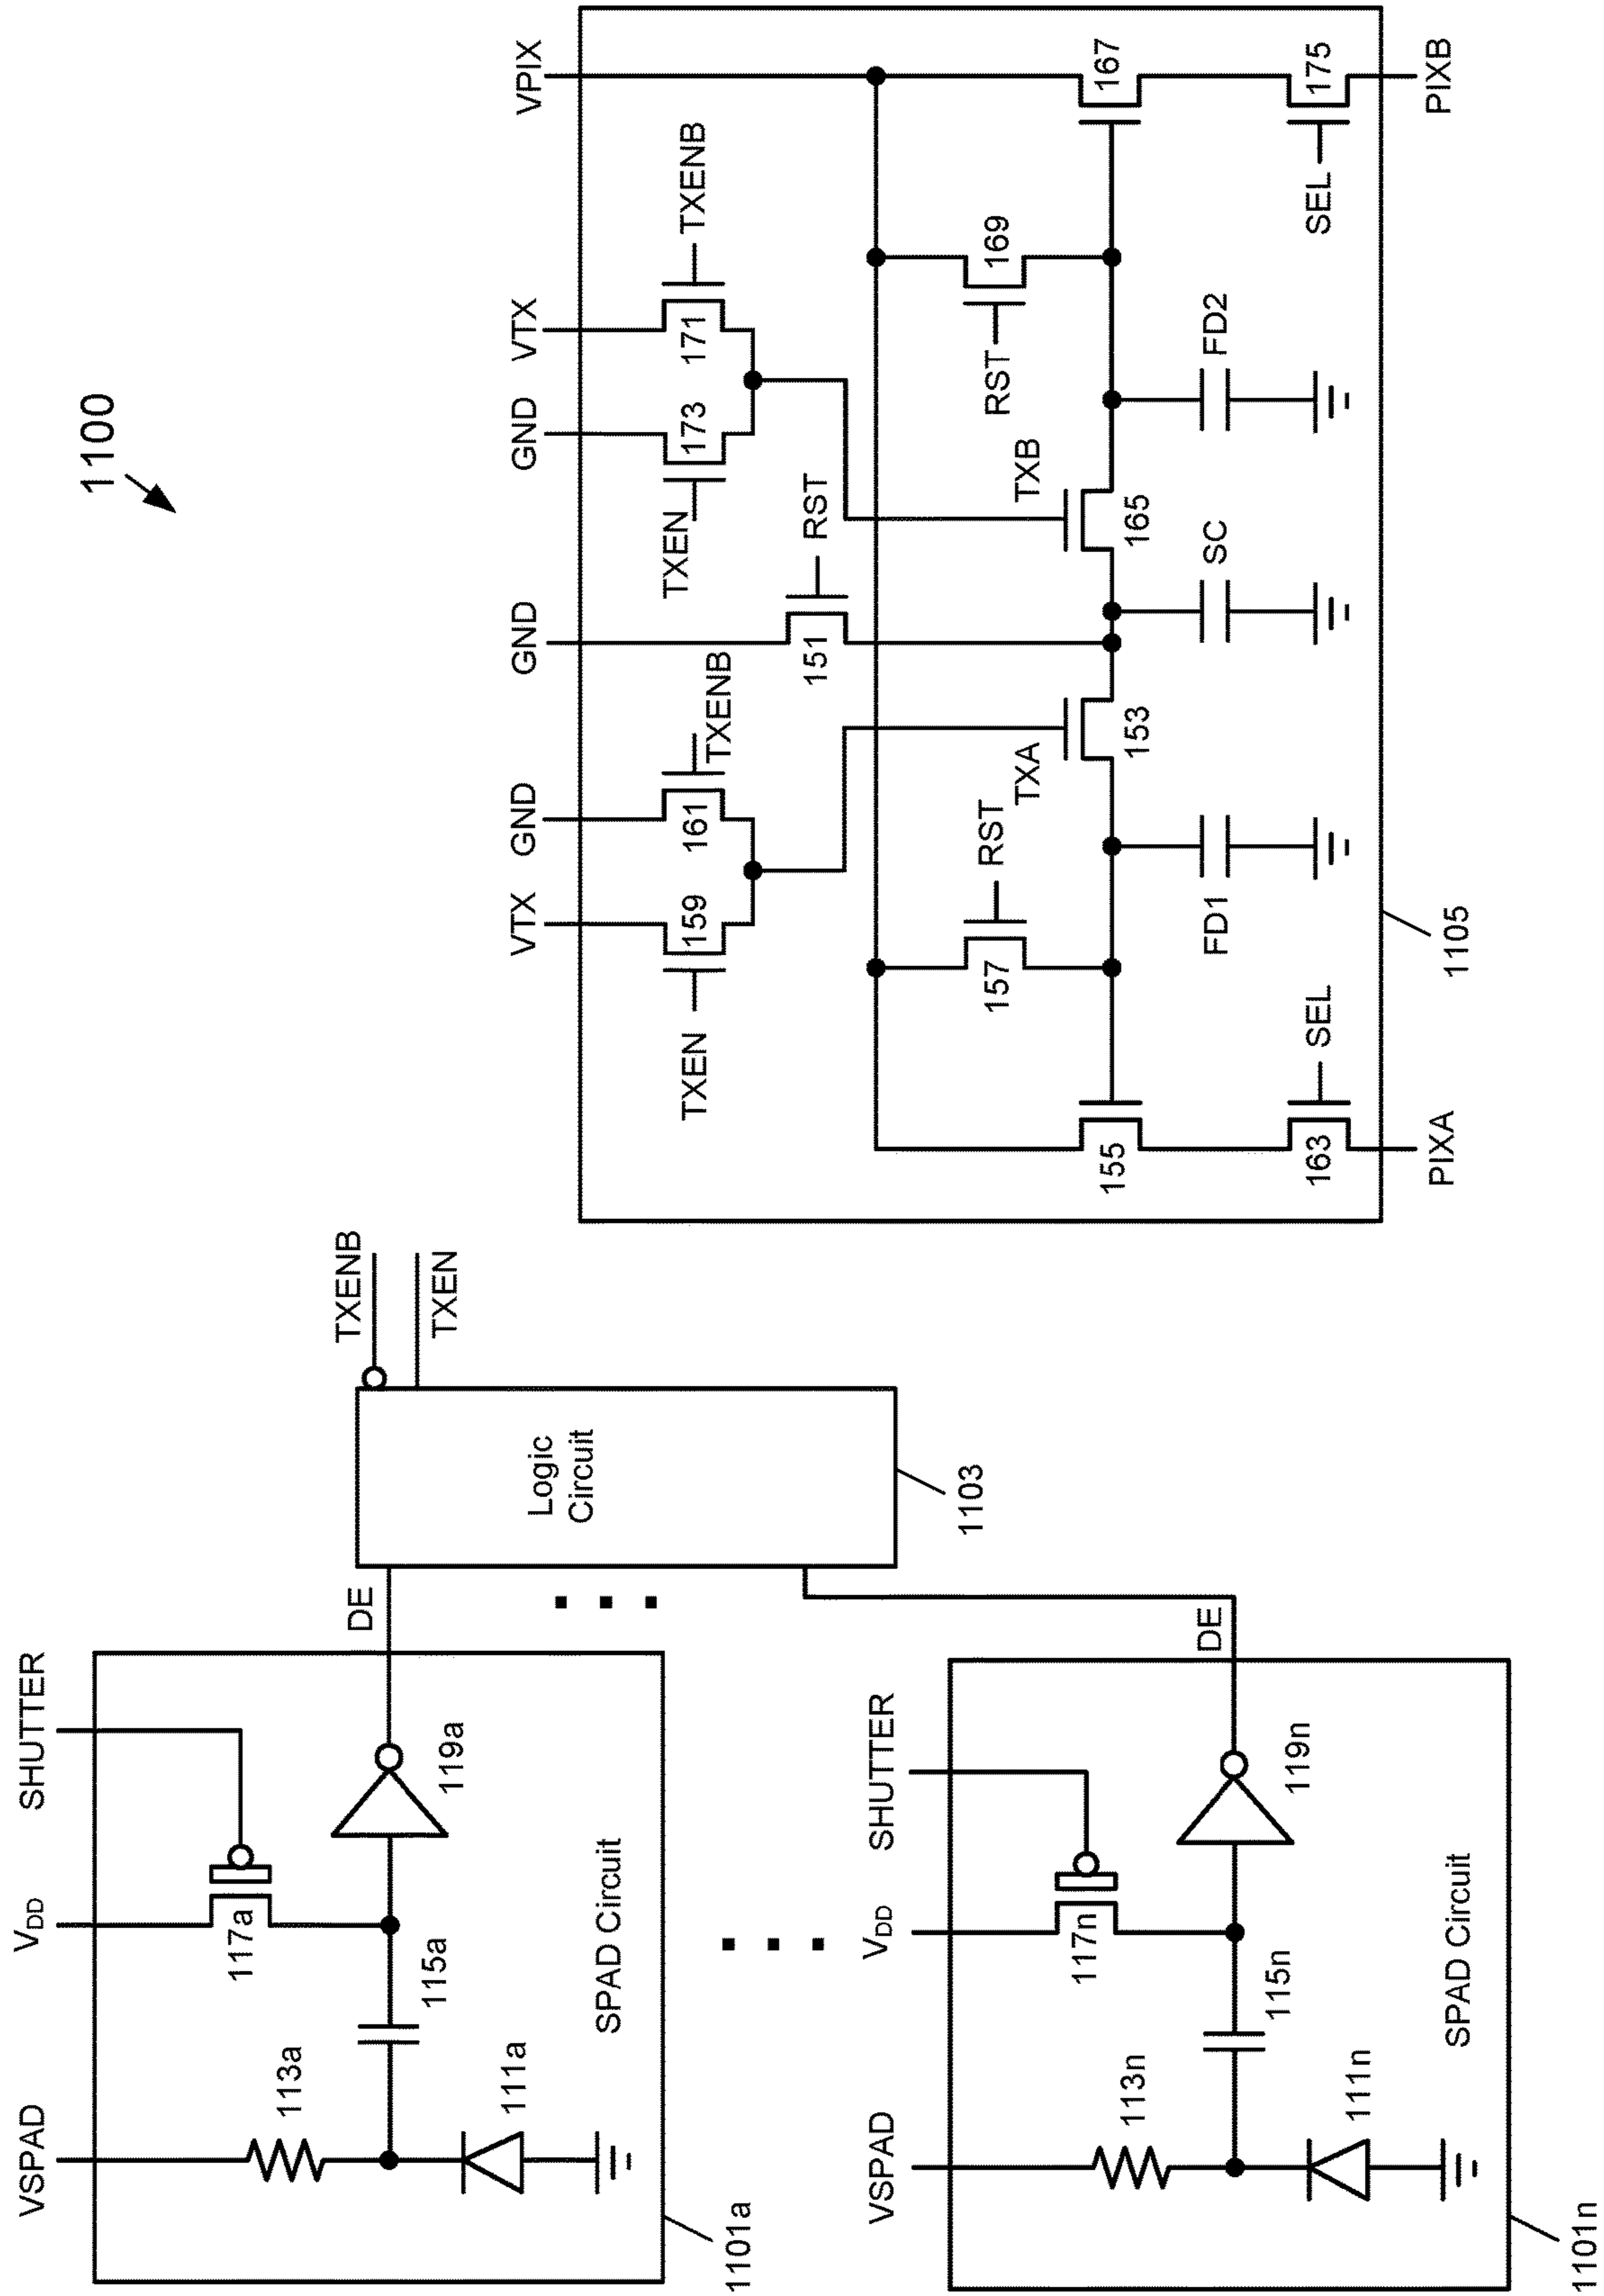 1100
VSPAD
V_DD
SHUTTER
113a
117a
115a
111a
119a
SPAD Circuit
1101a
DE
VSPAD
V_DD
SHUTTER
113n
117n
115n
111n
119n
SPAD Circuit
1101n
DE
Logic
Circuit
1103
TXENB
TXEN
VTX
GND
GND
GND
VTX
VPIX
TXEN
159
161
TXENB
151
RST
TXEN
173
171
TXENB
157
RST
TXA
TXB
RST
169
155
153
165
167
FD1
SC
FD2
163
SEL
SEL
175
PIXA
PIXB
1105